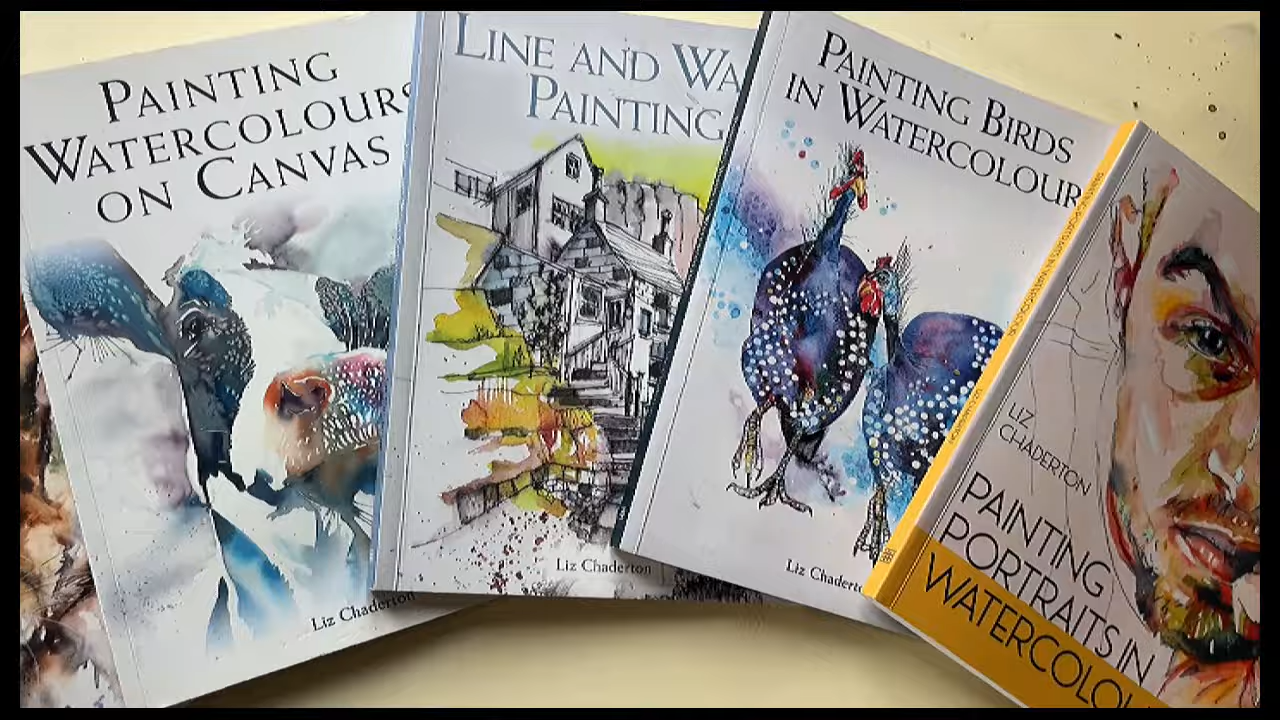 PAINTING
WATERCOLOURS
ON CANVAS
Liz Chaderton
LINE AND WA
PAINTING
Liz Chaderton
PAINTING BIRDS
IN WATERCOLOUR
Liz Chaderto
LIZ
CHADERTON
PAINTING
PORTRAITS IN
WATERCOLOU